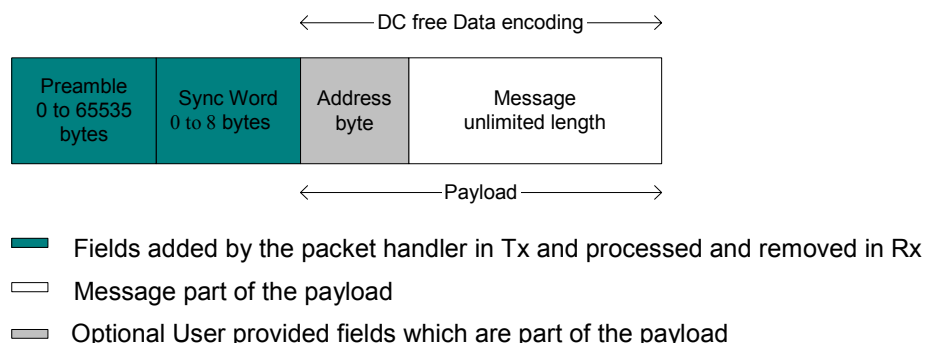 DC free Data encoding
Preamble
0 to 65535
bytes
Sync Word
0 to 8 bytes
Address
byte
Message
unlimited length
Payload
Fields added by the packet handler in Tx and processed and removed in Rx
Message part of the payload
Optional User provided fields which are part of the payload